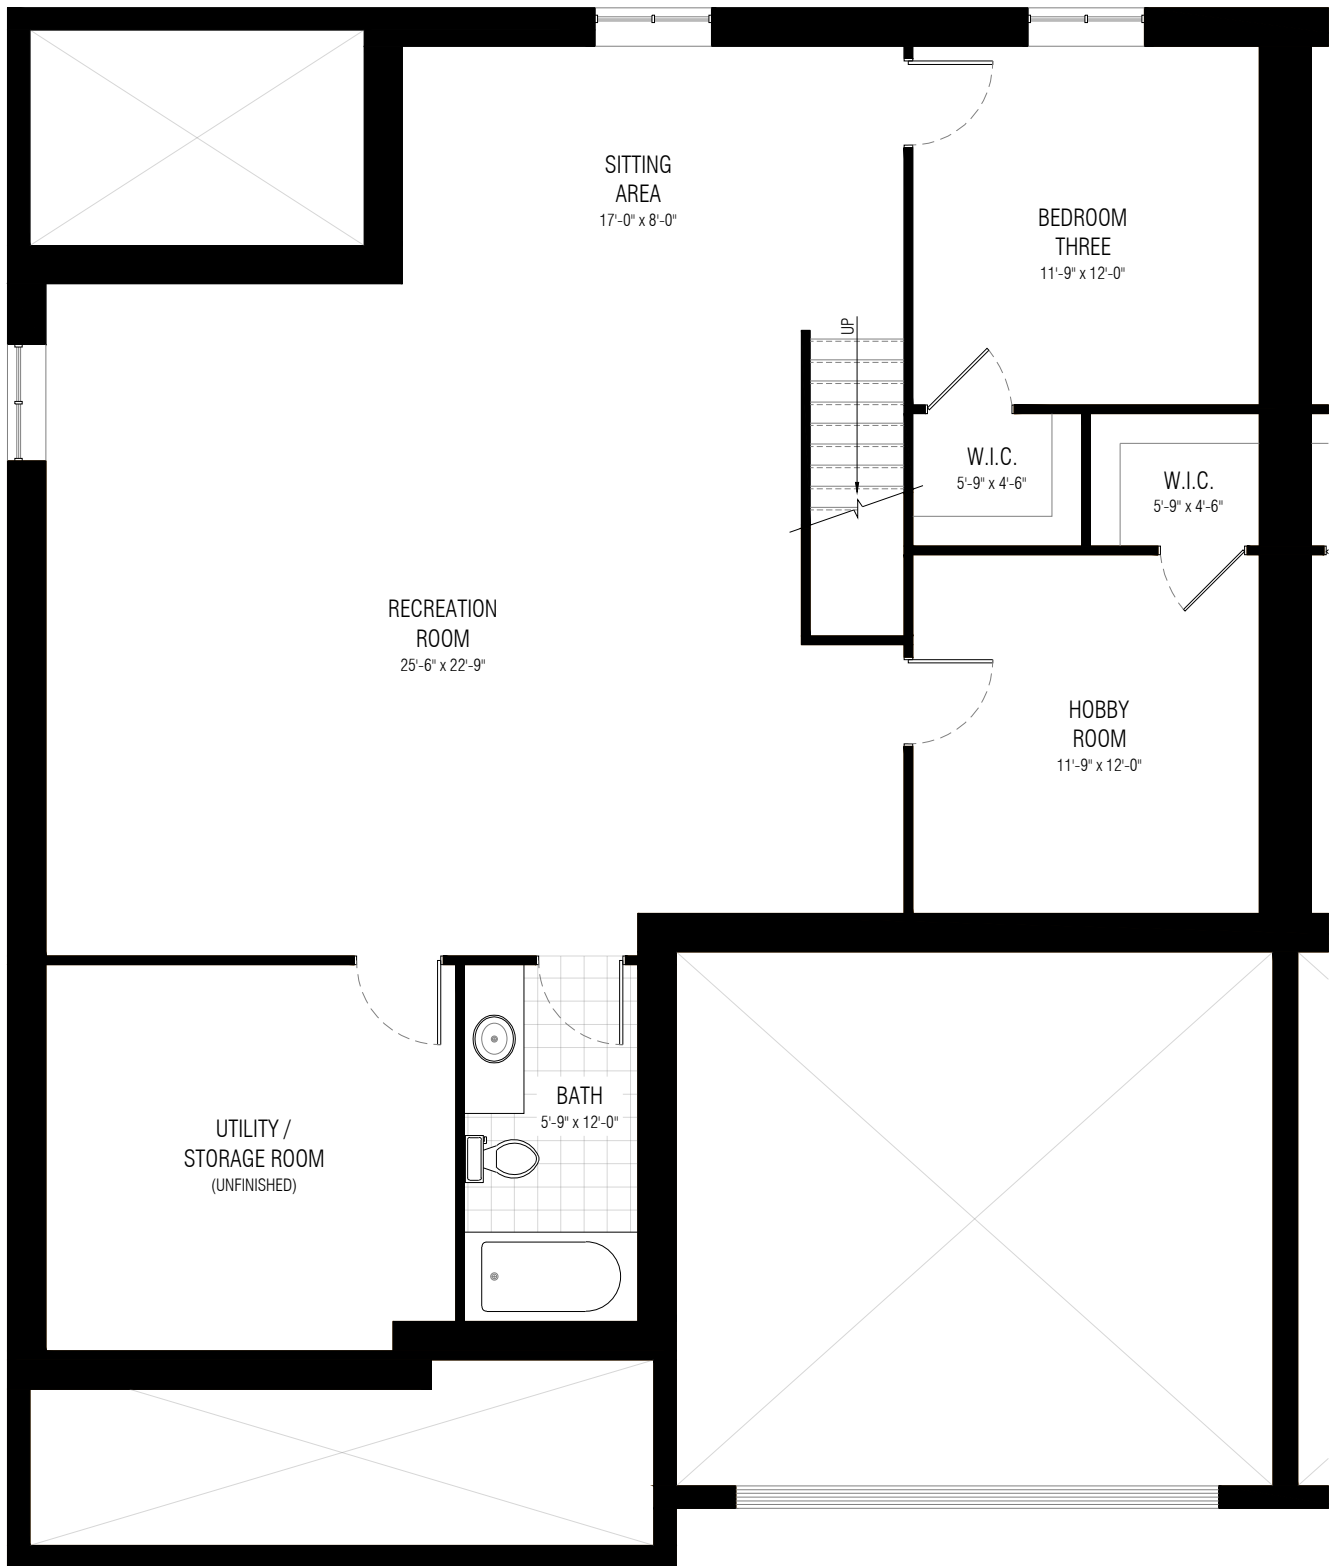 SITTING
AREA
17'-0" x 8'-0"
BEDROOM
THREE
11'-9" x 12'-0"
UP
W.I.C.
5'-9" x 4'-6"
W.I.C.
5'-9" x 4'-6"
RECREATION
ROOM
25'-6" x 22'-9"
HOBBY
ROOM
11'-9" x 12'-0"
BATH
5'-9" x 12'-0"
UTILITY /
STORAGE ROOM
(UNFINISHED)